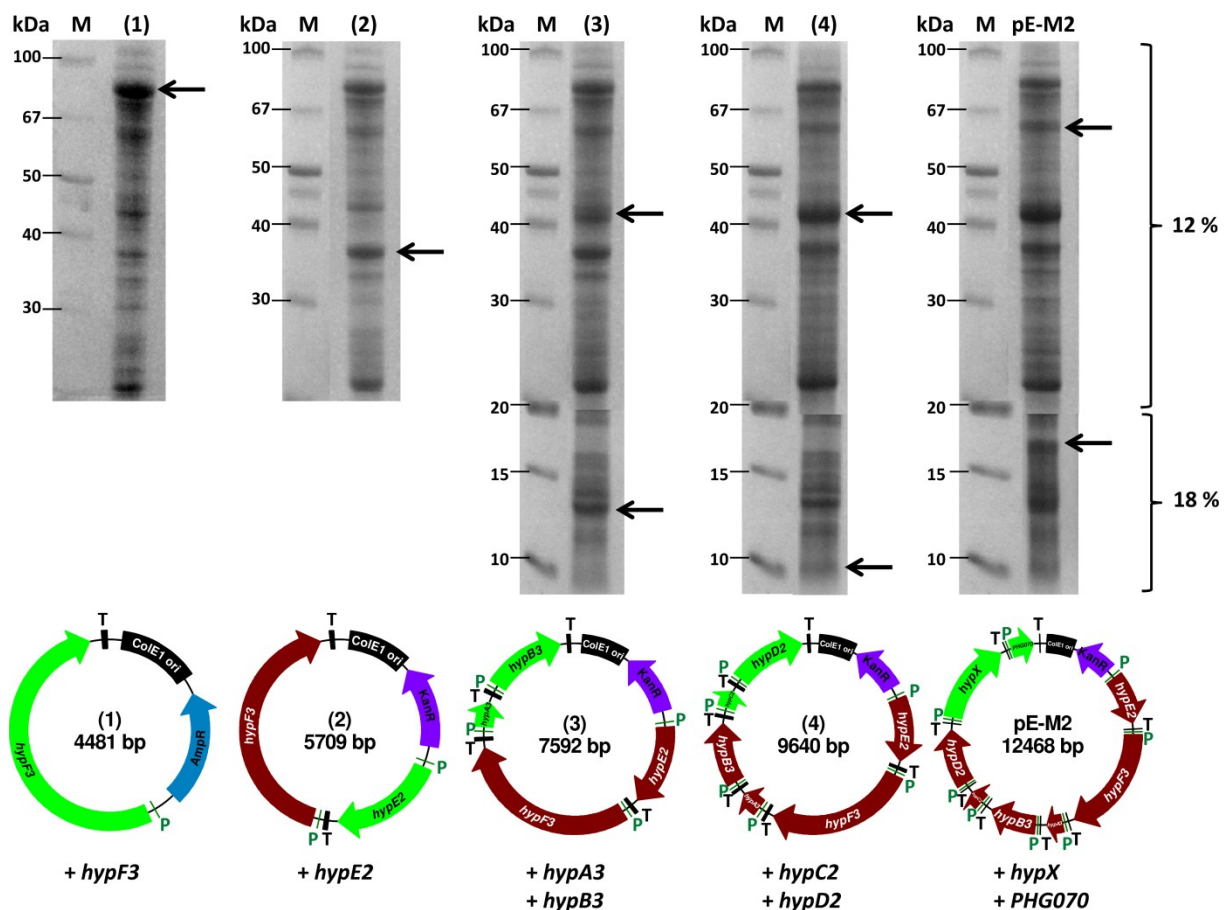 kDa M (1)
100
67
50
40
30
kDa M (2)
100
67
50
40
30
kDa M (3)
100
67
50
40
30
20
15
10
kDa M (4)
100
67
50
40
30
20
15
10
kDa M pE-M2
100
67
50
40
30
20
15
10
12 %
18 %
T
ColE1 ori
AmpR
P
hypF3
(1)
4481 bp
+ hypF3
T
ColE1 ori
KanR
P
hypE2
T
P
hypF3
(2)
5709 bp
+ hypE2
T
ColE1 ori
KanR
P
hypE2
T
P
hypF3
T
P
hypA3
T
P
hypB3
(3)
7592 bp
+ hypA3
+ hypB3
T
ColE1 ori
KanR
P
hypE2
T
P
hypF3
T
P
hypA3
T
P
hypB3
T
P
T
P
hypD2
(4)
9640 bp
+ hypC2
+ hypD2
T
ColE1 ori
KanR
P
hypE2
T
P
hypF3
T
P
hypA3
T
P
hypB3
T
P
T
P
hypD2
T
P
hypX
T
P
PHG070
pE-M2
12468 bp
+ hypX
+ PHG070